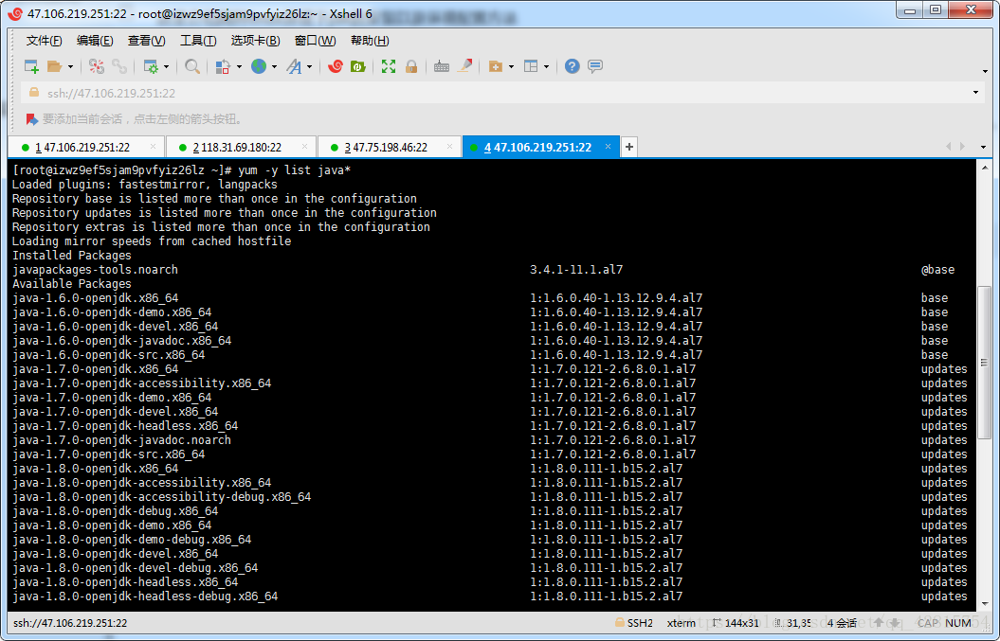 47.106.219.251:22 - root@izwz9ef5sjam9pvfyiz26lz:~ - Xshell 6
文件(F) 编辑(E) 查看(V) 工具(T) 选项卡(B) 窗口(W) 帮助(H)
ssh://47.106.219.251:22
要添加当前会话，点击左侧的箭头按钮。
1 47.106.219.251:22 2 118.31.69.180:22 3 47.75.198.46:22 4 47.106.219.251:22
[root@izwz9ef5sjam9pvfyiz26lz ~]# yum -y list java*
Loaded plugins: fastestmirror, langpacks
Repository base is listed more than once in the configuration
Repository updates is listed more than once in the configuration
Repository extras is listed more than once in the configuration
Loading mirror speeds from cached hostfile
Installed Packages
javapackages-tools.noarch 3.4.1-11.1.al7 @base
Available Packages
java-1.6.0-openjdk.x86_64 1:1.6.0.40-1.13.12.9.4.al7 base
java-1.6.0-openjdk-demo.x86_64 1:1.6.0.40-1.13.12.9.4.al7 base
java-1.6.0-openjdk-devel.x86_64 1:1.6.0.40-1.13.12.9.4.al7 base
java-1.6.0-openjdk-javadoc.x86_64 1:1.6.0.40-1.13.12.9.4.al7 base
java-1.6.0-openjdk-src.x86_64 1:1.6.0.40-1.13.12.9.4.al7 base
java-1.7.0-openjdk.x86_64 1:1.7.0.121-2.6.8.0.1.al7 updates
java-1.7.0-openjdk-accessibility.x86_64 1:1.7.0.121-2.6.8.0.1.al7 updates
java-1.7.0-openjdk-demo.x86_64 1:1.7.0.121-2.6.8.0.1.al7 updates
java-1.7.0-openjdk-devel.x86_64 1:1.7.0.121-2.6.8.0.1.al7 updates
java-1.7.0-openjdk-headless.x86_64 1:1.7.0.121-2.6.8.0.1.al7 updates
java-1.7.0-openjdk-javadoc.noarch 1:1.7.0.121-2.6.8.0.1.al7 updates
java-1.7.0-openjdk-src.x86_64 1:1.7.0.121-2.6.8.0.1.al7 updates
java-1.8.0-openjdk.x86_64 1:1.8.0.111-1.b15.2.al7 updates
java-1.8.0-openjdk-accessibility.x86_64 1:1.8.0.111-1.b15.2.al7 updates
java-1.8.0-openjdk-accessibility-debug.x86_64 1:1.8.0.111-1.b15.2.al7 updates
java-1.8.0-openjdk-debug.x86_64 1:1.8.0.111-1.b15.2.al7 updates
java-1.8.0-openjdk-demo.x86_64 1:1.8.0.111-1.b15.2.al7 updates
java-1.8.0-openjdk-demo-debug.x86_64 1:1.8.0.111-1.b15.2.al7 updates
java-1.8.0-openjdk-devel.x86_64 1:1.8.0.111-1.b15.2.al7 updates
java-1.8.0-openjdk-devel-debug.x86_64 1:1.8.0.111-1.b15.2.al7 updates
java-1.8.0-openjdk-headless.x86_64 1:1.8.0.111-1.b15.2.al7 updates
java-1.8.0-openjdk-headless-debug.x86_64 1:1.8.0.111-1.b15.2.al7 updates
ssh://47.106.219.251:22 SSH2 xterm 144x31 31,35 4 会话 CAP NUM